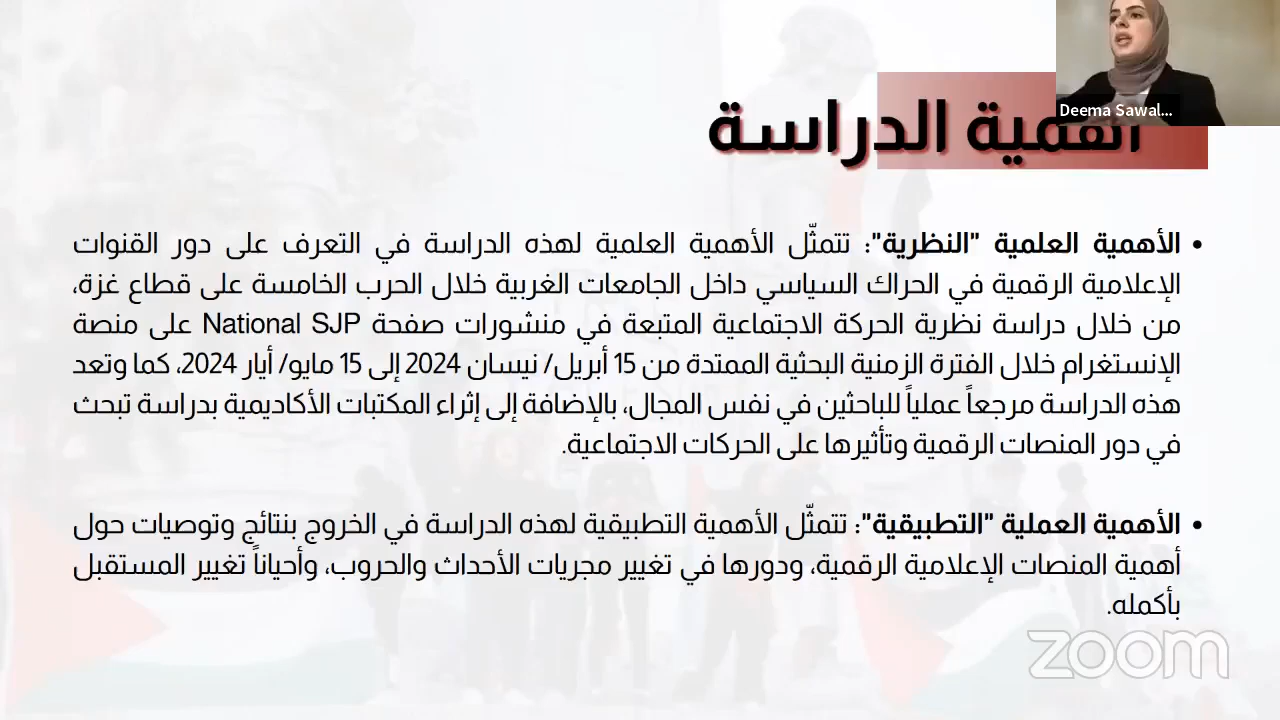 Deema Sawal...
أهمية الدراسة
• الأهمية العلمية "النظرية": تتمثّل الأهمية العلمية لهذه الدراسة في التعرف على دور القنوات
الإعلامية الرقمية في الحراك السياسي داخل الجامعات الغربية خلال الحرب الخامسة على قطاع غزة،
من خلال دراسة نظرية الحركة الاجتماعية المتبعة في منشورات صفحة National SJP على منصة
الإنستغرام خلال الفترة الزمنية البحثية الممتدة من 15 أبريل/ نيسان 2024 إلى 15 مايو/ أيار 2024، كما وتعد
هذه الدراسة مرجعاً عملياً للباحثين في نفس المجال، بالإضافة إلى إثراء المكتبات الأكاديمية بدراسة تبحث
في دور المنصات الرقمية وتأثيرها على الحركات الاجتماعية.
• الأهمية العملية "التطبيقية": تتمثّل الأهمية التطبيقية لهذه الدراسة في الخروج بنتائج وتوصيات حول
أهمية المنصات الإعلامية الرقمية، ودورها في تغيير مجريات الأحداث والحروب، وأحياناً تغيير المستقبل
بأكمله.
zoom